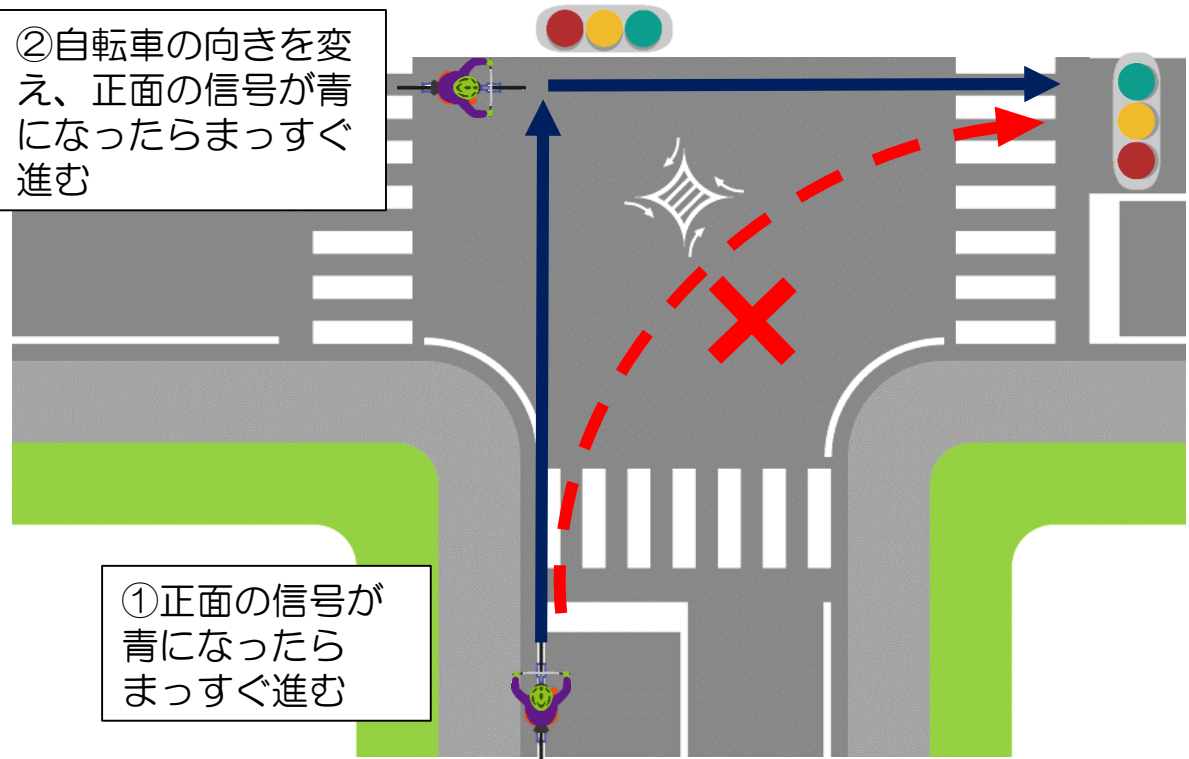 ②自転車の向きを変
え、正面の信号が青
になったらまっすぐ
進む
①正面の信号が
青になったら
まっすぐ進む